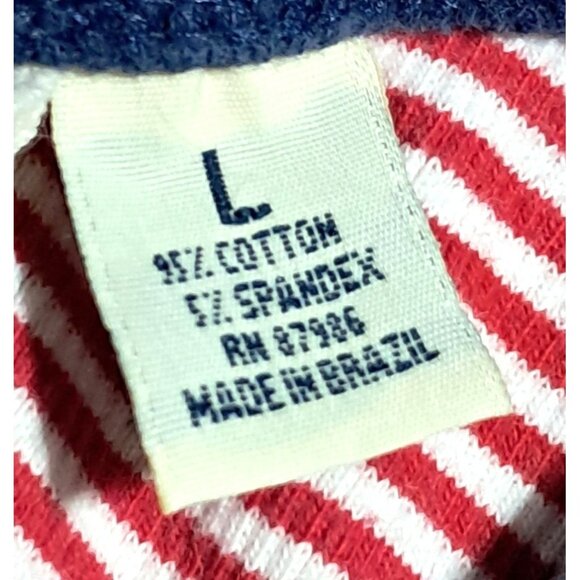 L
95% COTTON
5% SPANDEX
RN 87986
MADE IN BRAZIL